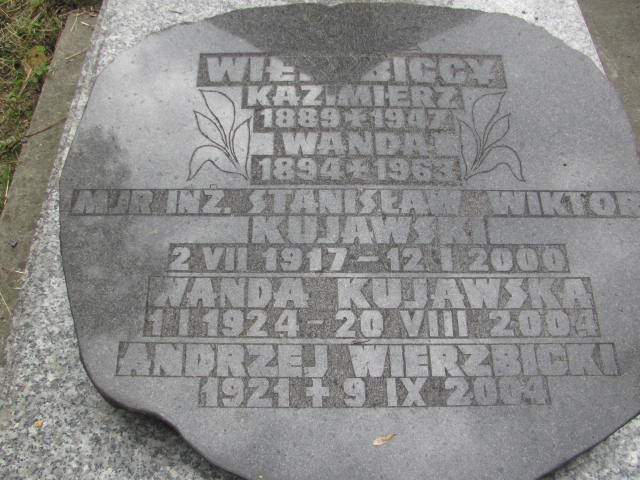 WIERZBICCY
KAZIMIERZ
1889 * 1947
WANDA
1894 * 1963
MJR INŻ. STANISŁAW WIKTOR
KUJAWSKI
2 VII 1917 - 12 I 2000
WANDA KUJAWSKA
1 I 1924 - 20 VIII 2004
ANDRZEJ WIERZBICKI
1921 + 9 IX 2004